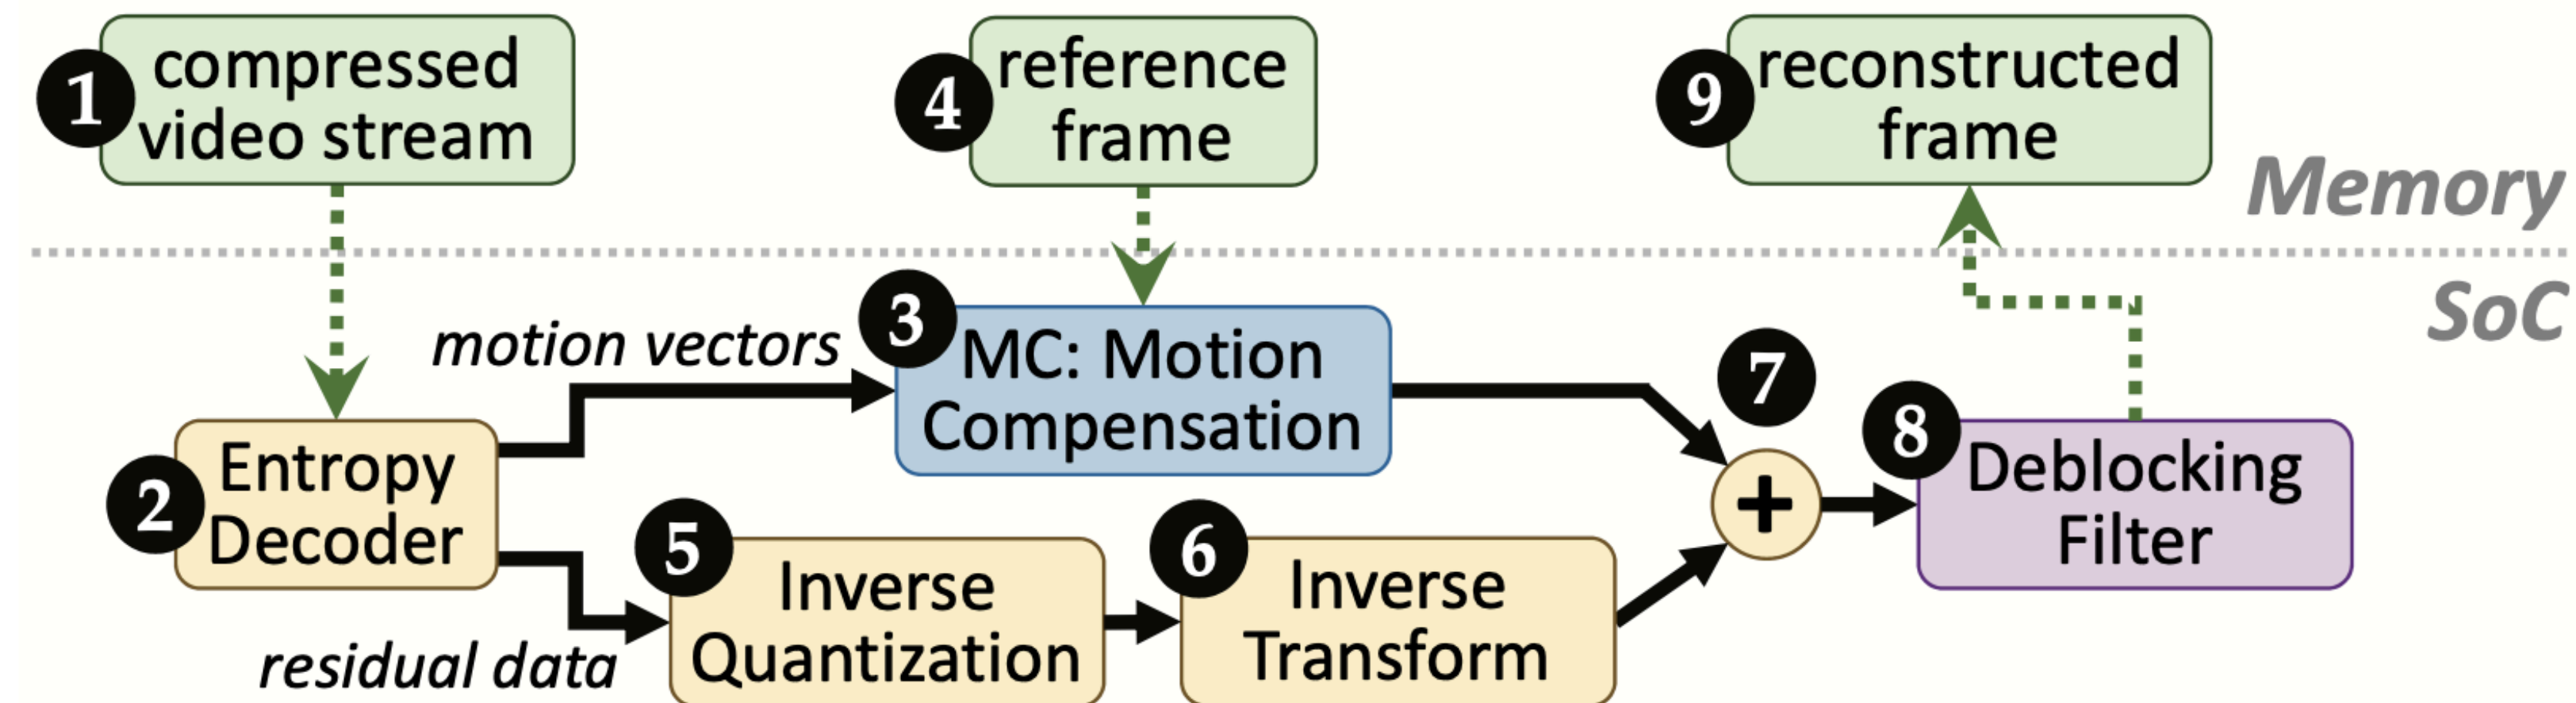 1
compressed
video stream
4
reference
frame
9
reconstructed
frame
Memory
SoC
motion vectors
3
MC: Motion
Compensation
7
+
8
Deblocking
Filter
2
Entropy
Decoder
residual data
5
Inverse
Quantization
6
Inverse
Transform